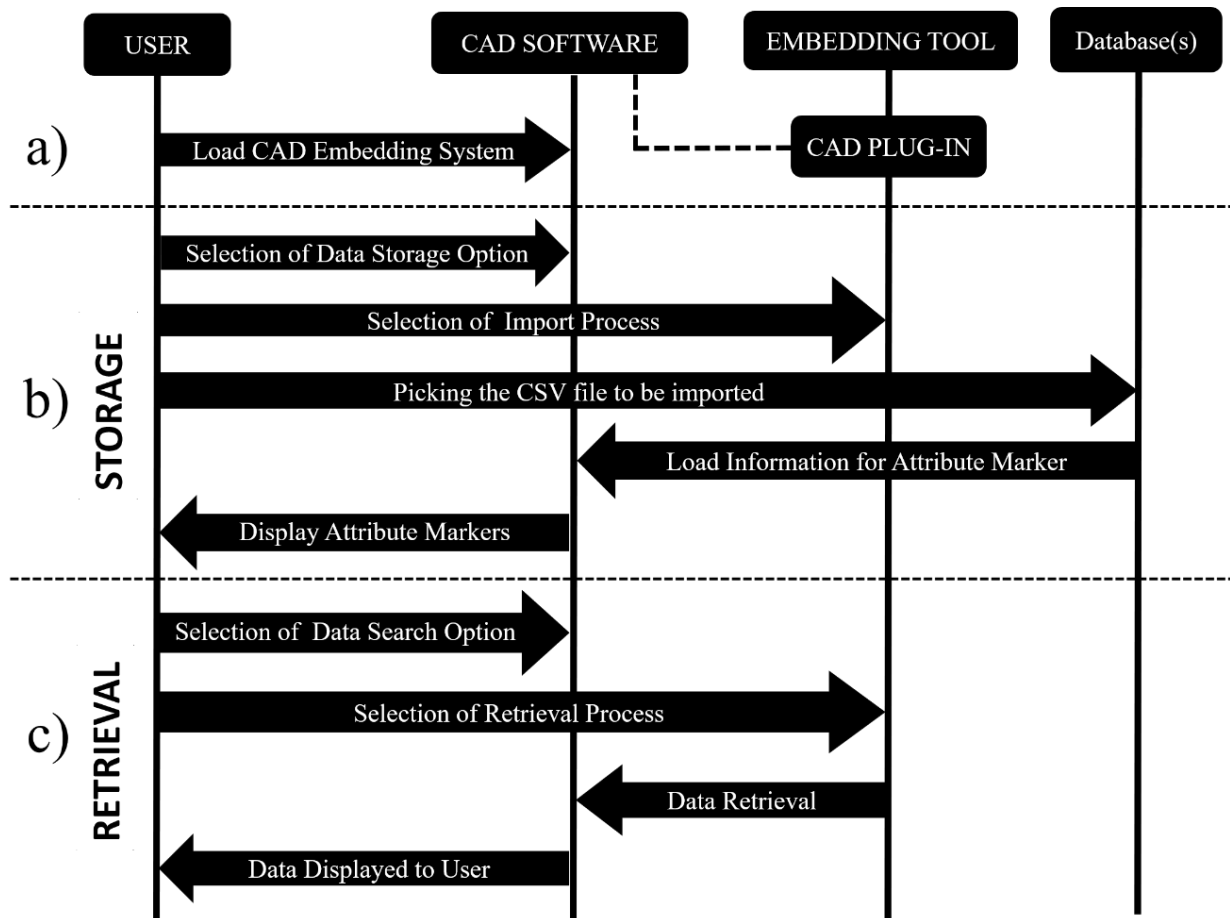 USER
CAD SOFTWARE
EMBEDDING TOOL
Database(s)
a)
Load CAD Embedding System
CAD PLUG-IN
b)
STORAGE
Selection of Data Storage Option
Selection of  Import Process
Picking the CSV file to be imported
Load Information for Attribute Marker
Display Attribute Markers
c)
RETRIEVAL
Selection of  Data Search Option
Selection of Retrieval Process
Data Retrieval
Data Displayed to User